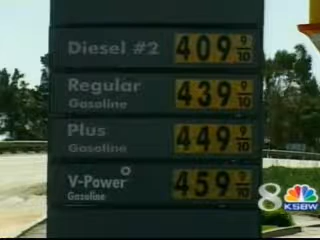 Diesel #2 409 9/10
Regular 439 9/10
Gasoline
Plus 449 9/10
Gasoline
V-Power 459 9/10
Gasoline
8 KSBW